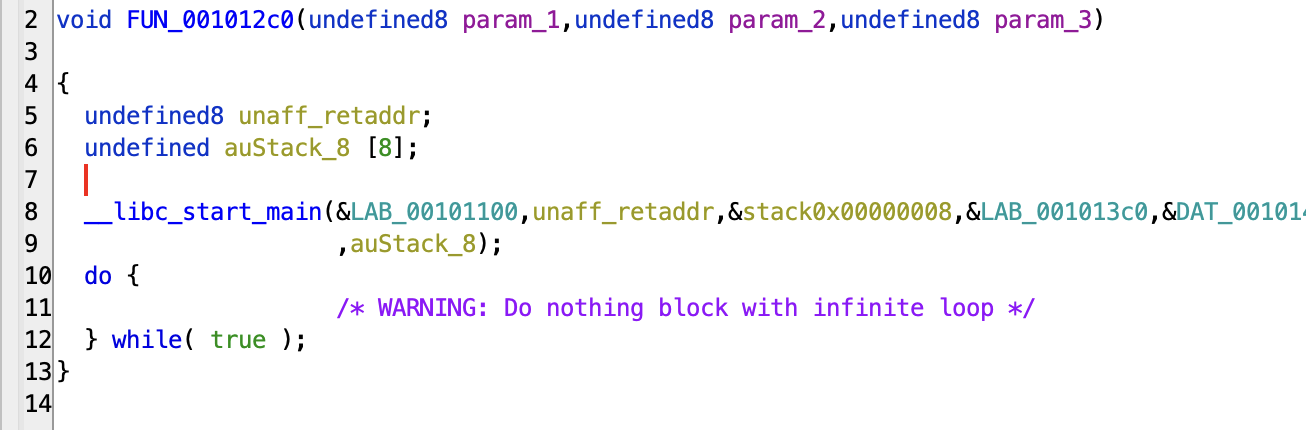 2 void FUN_001012c0(undefined8 param_1,undefined8 param_2,undefined8 param_3)
3
4 {
5 undefined8 unaff_retaddr;
6 undefined auStack_8 [8];
7
8 __libc_start_main(&LAB_00101100,unaff_retaddr,&stack0x00000008,&LAB_001013c0,&DAT_001014
9 ,auStack_8);
10 do {
11 /* WARNING: Do nothing block with infinite loop */
12 } while( true );
13 }
14